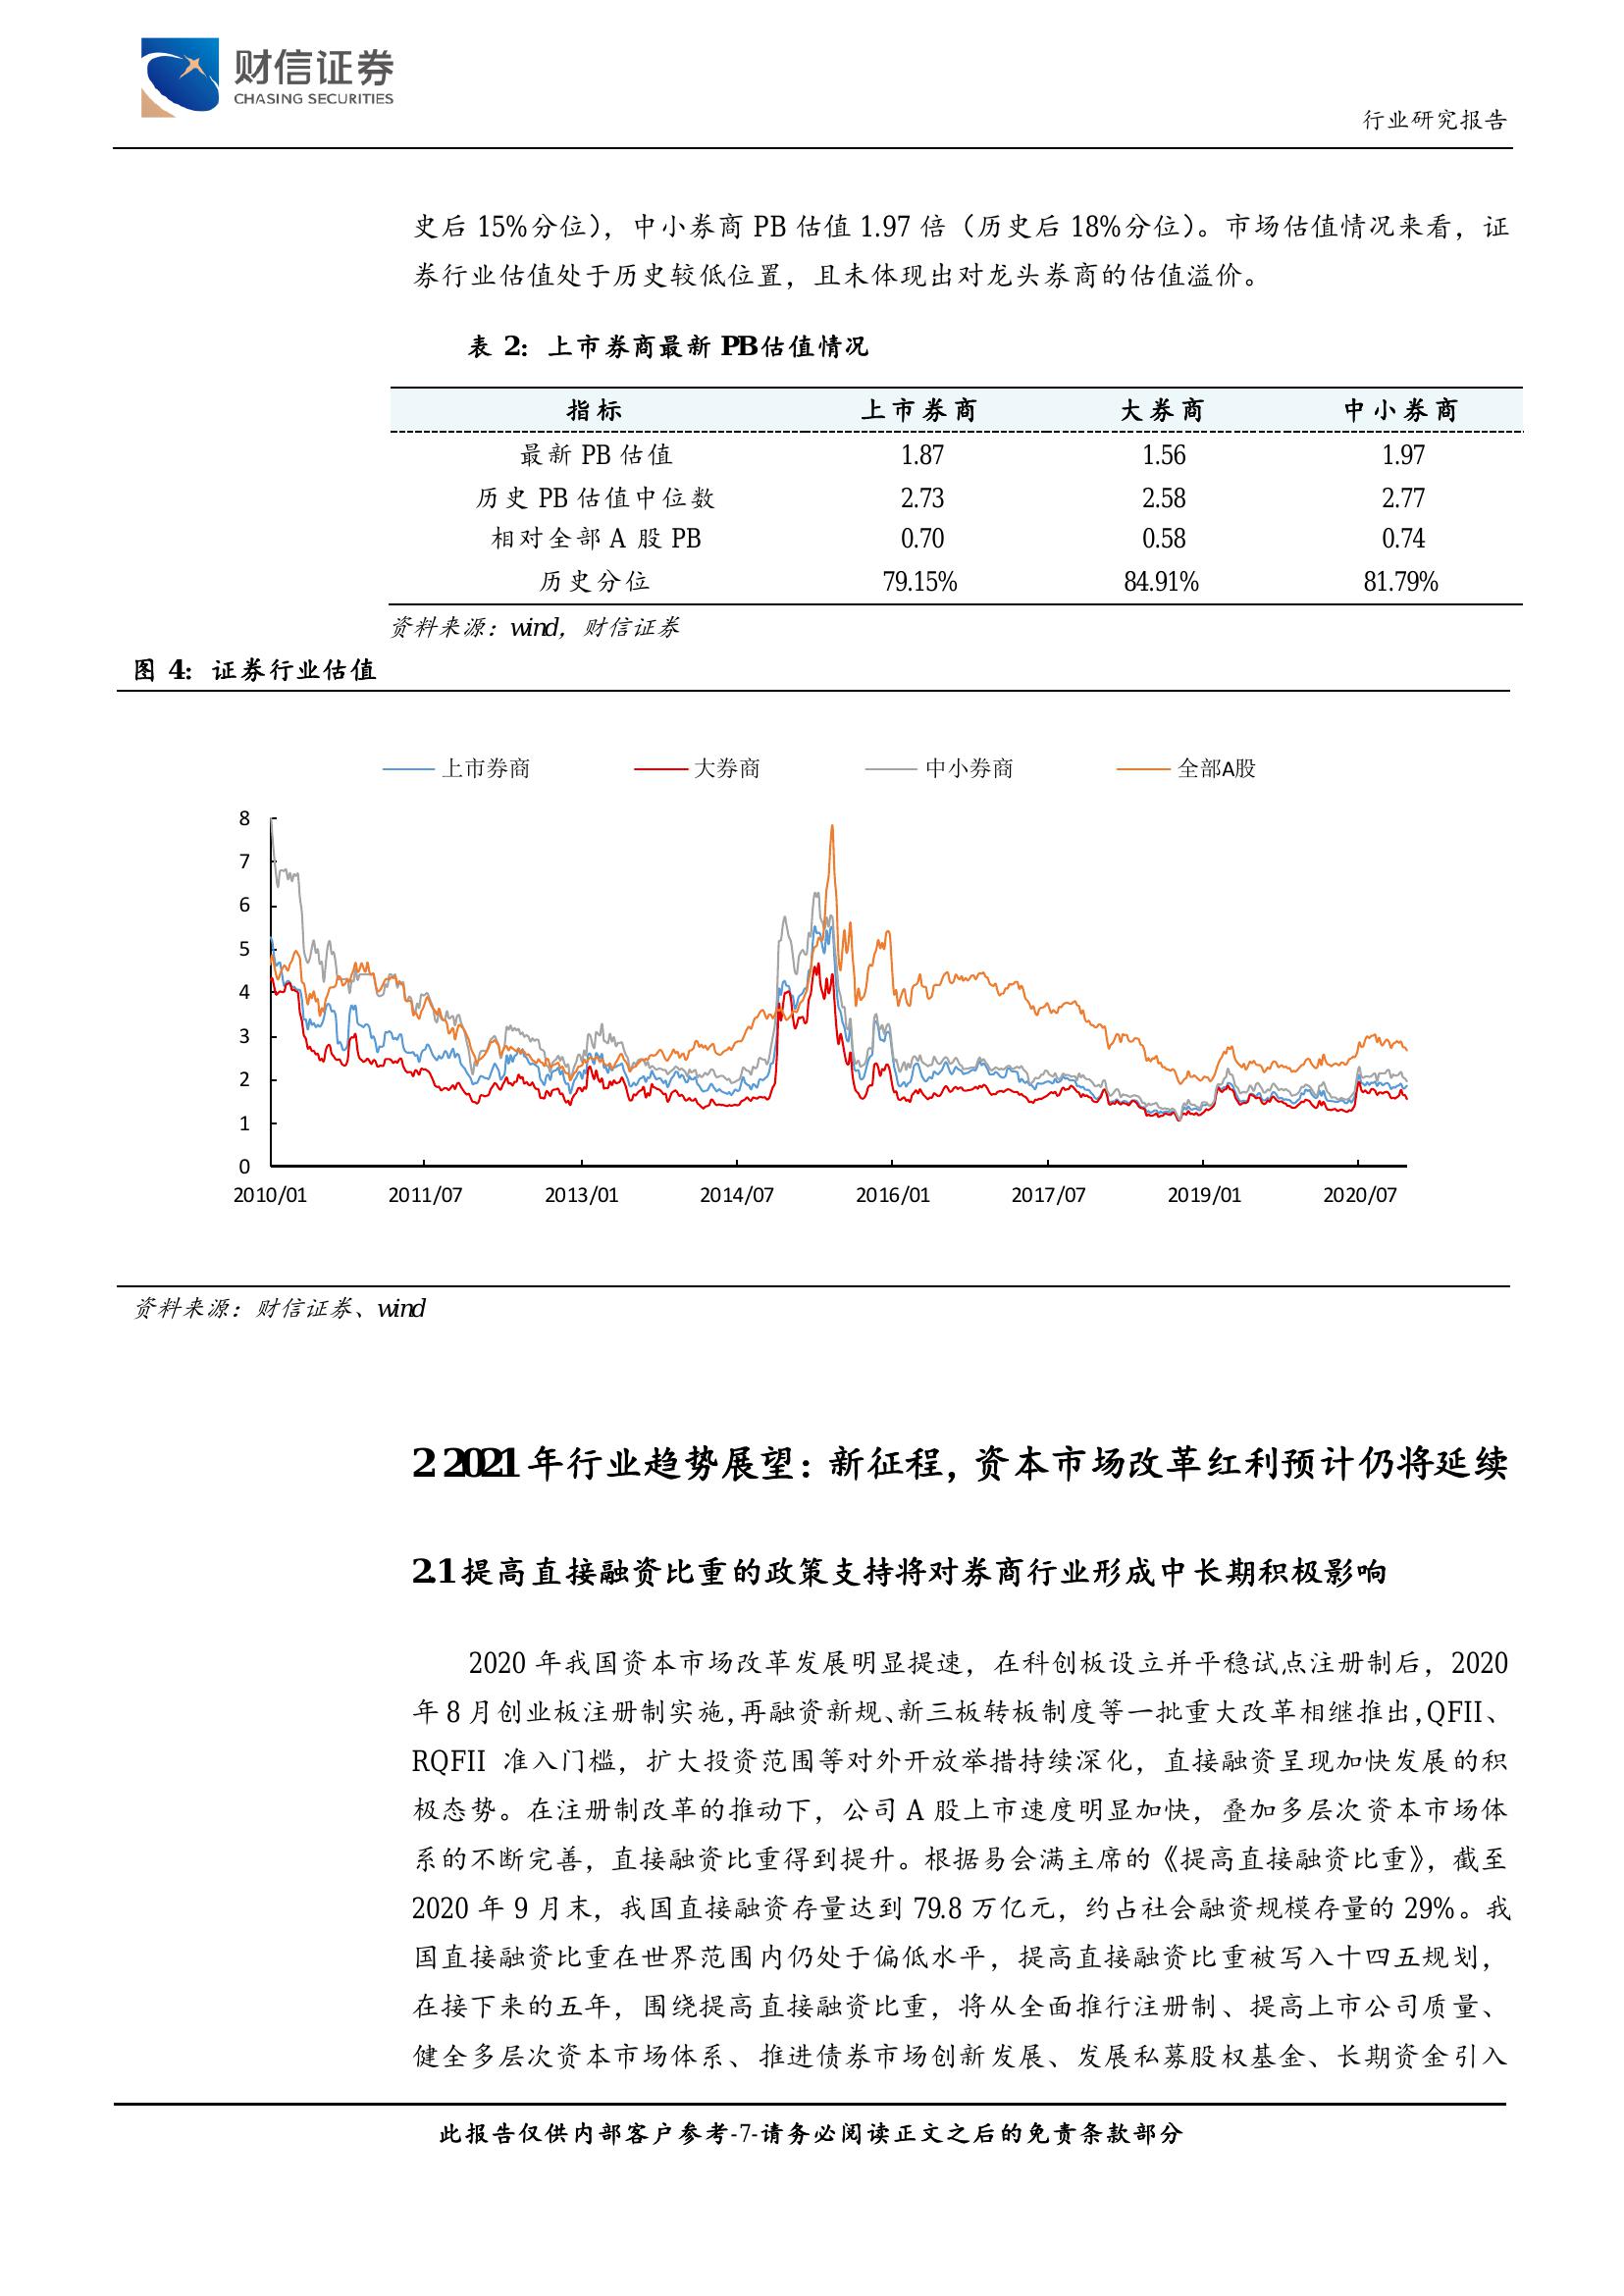 财信证券
CHASING SECURITIES
行业研究报告
史后 15%分位），中小券商 PB 估值 1.97 倍（历史后 18%分位）。市场估值情况来看，证
券行业估值处于历史较低位置，且未体现出对龙头券商的估值溢价。
表 2：上市券商最新 PB 估值情况
指标 上市券商 大券商 中小券商
最新 PB 估值 1.87 1.56 1.97
历史 PB 估值中位数 2.73 2.58 2.77
相对全部 A 股 PB 0.70 0.58 0.74
历史分位 79.15% 84.91% 81.79%
资料来源：wind，财信证券
图 4：证券行业估值
上市券商 大券商 中小券商 全部A股
8
7
6
5
4
3
2
1
0
2010/01 2011/07 2013/01 2014/07 2016/01 2017/07 2019/01 2020/07
资料来源：财信证券、wind
2 2021 年行业趋势展望：新征程，资本市场改革红利预计仍将延续
2.1 提高直接融资比重的政策支持将对券商行业形成中长期积极影响
2020 年我国资本市场改革发展明显提速，在科创板设立并平稳试点注册制后，2020
年 8 月创业板注册制实施，再融资新规、新三板转板制度等一批重大改革相继推出，QFII、
RQFII 准入门槛，扩大投资范围等对外开放举措持续深化，直接融资呈现加快发展的积
极态势。在注册制改革的推动下，公司 A 股上市速度明显加快，叠加多层次资本市场体
系的不断完善，直接融资比重得到提升。根据易会满主席的《提高直接融资比重》，截至
2020 年 9 月末，我国直接融资存量达到 79.8 万亿元，约占社会融资规模存量的 29%。我
国直接融资比重在世界范围内仍处于偏低水平，提高直接融资比重被写入十四五规划，
在接下来的五年，围绕提高直接融资比重，将从全面推行注册制、提高上市公司质量、
健全多层次资本市场体系、推进债券市场创新发展、发展私募股权基金、长期资金引入
此报告仅供内部客户参考-7-请务必阅读正文之后的免责条款部分